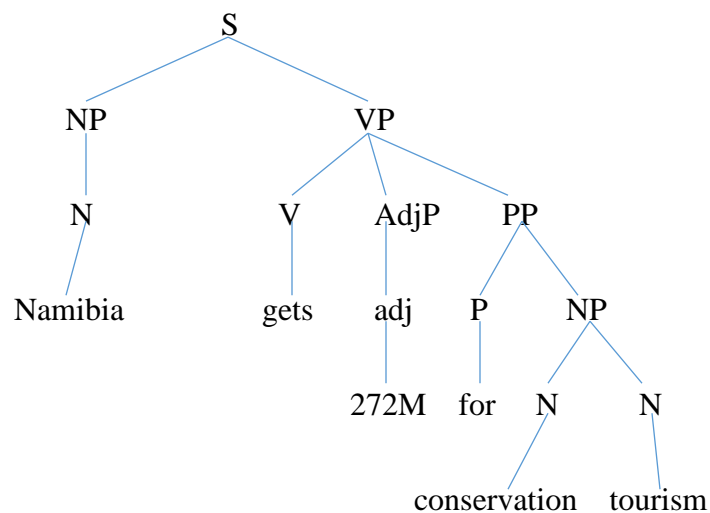 S
NP VP
N V AdjP PP
Namibia gets adj P NP
272M for N N
conservation tourism